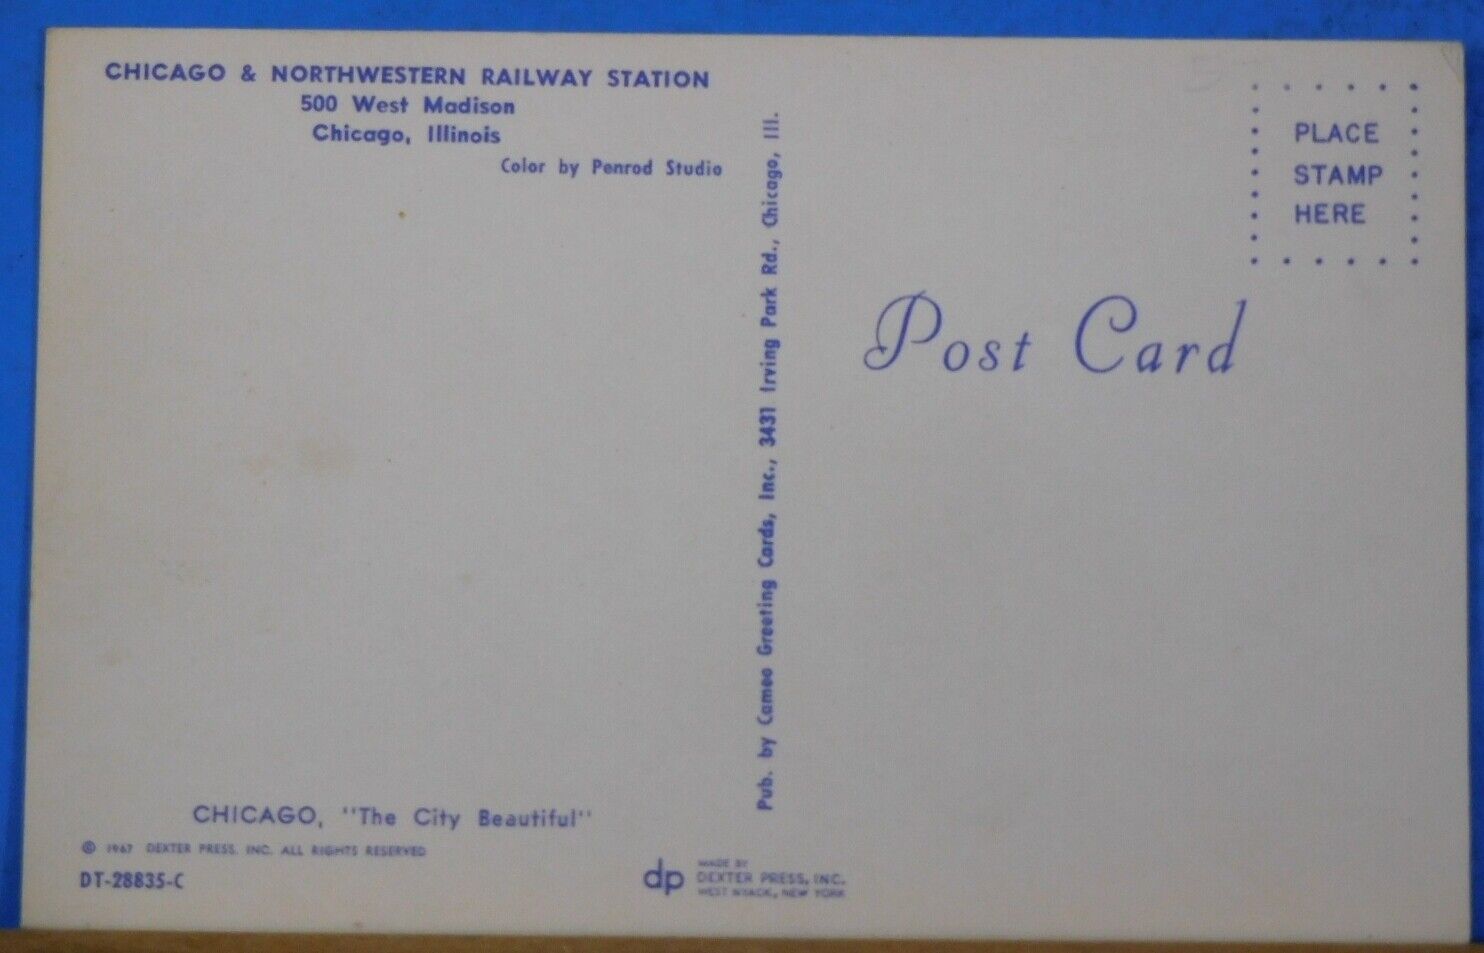 CHICAGO & NORTHWESTERN RAILWAY STATION
500 West Madison
Chicago, Illinois
Color by Penrod Studio
Pub. by Cameo Greeting Cards, Inc., 3431 Irving Park Rd., Chicago, Ill.
PLACE
STAMP
HERE
Post Card
CHICAGO, "The City Beautiful"
© 1967 DEXTER PRESS, INC. ALL RIGHTS RESERVED
DT-28835-C
dp
MADE BY
DEXTER PRESS, INC.
WEST NYACK, NEW YORK